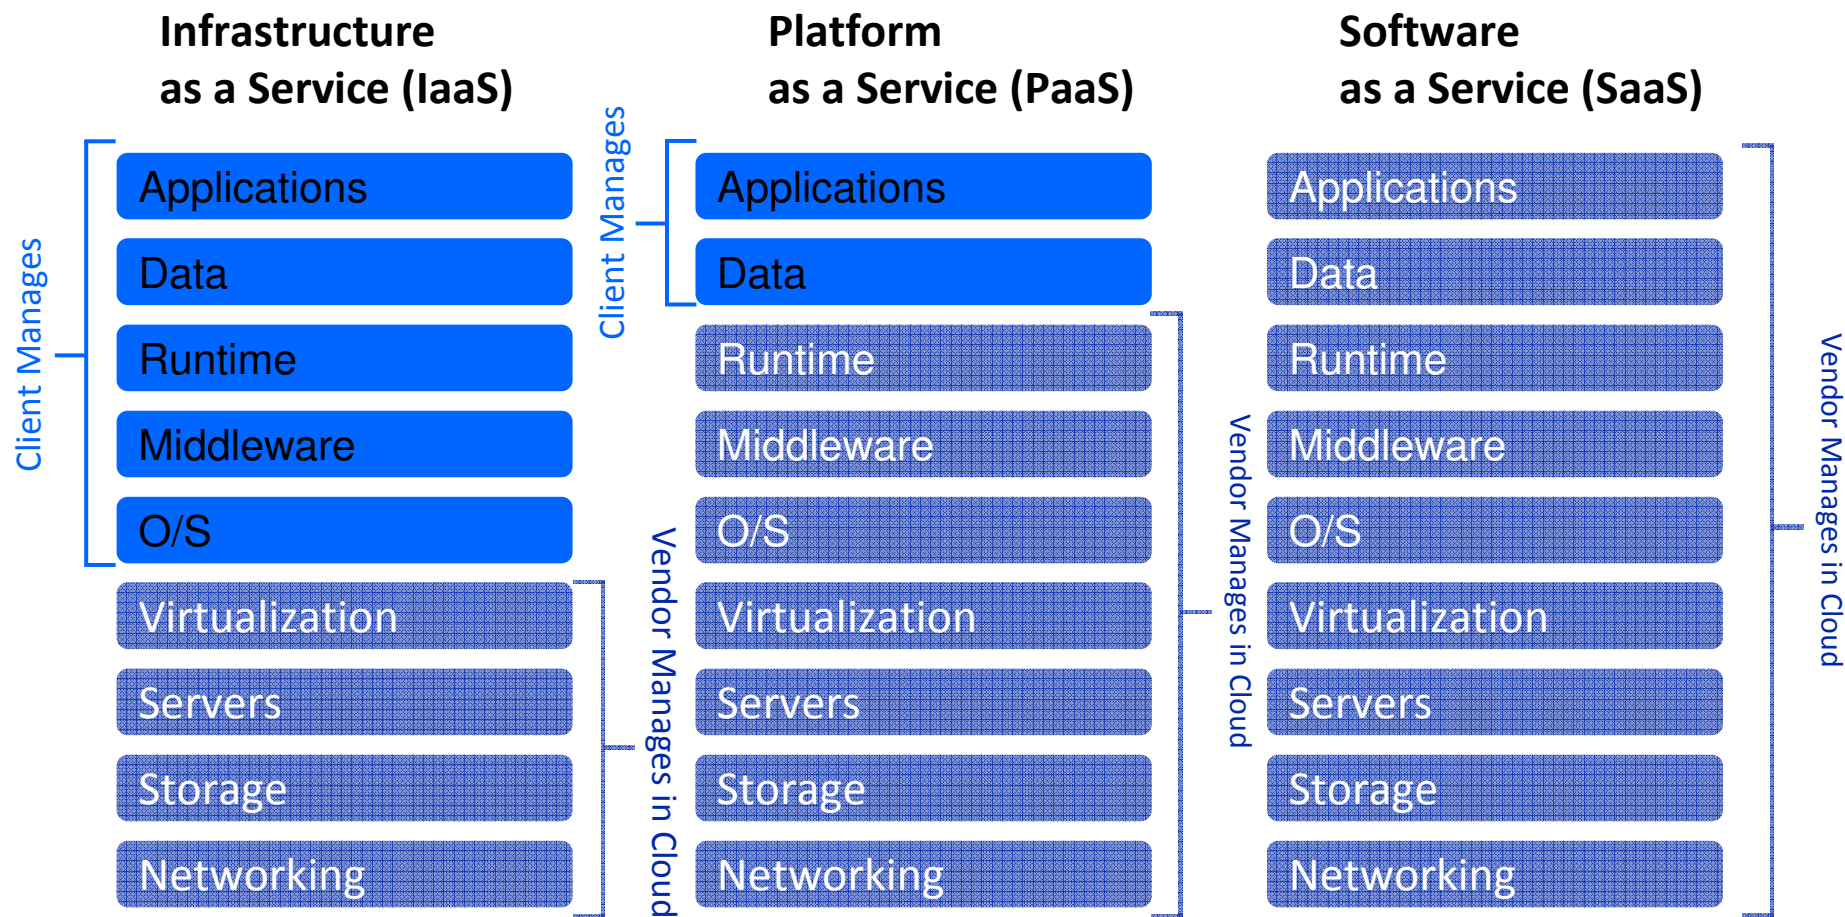 Infrastructure
as a Service (IaaS)
Client Manages
Applications
Data
Runtime
Middleware
O/S
Virtualization
Servers
Storage
Networking
Vendor Manages in Cloud
Platform
as a Service (PaaS)
Client Manages
Applications
Data
Runtime
Middleware
O/S
Virtualization
Servers
Storage
Networking
Vendor Manages in Cloud
Software
as a Service (SaaS)
Applications
Data
Runtime
Middleware
O/S
Virtualization
Servers
Storage
Networking
Vendor Manages in Cloud